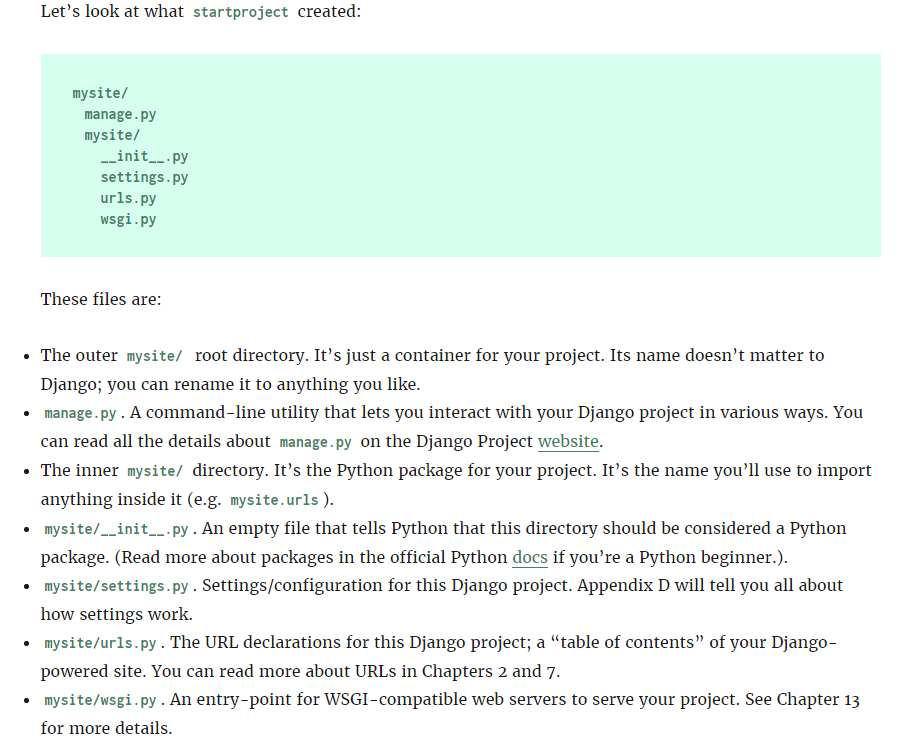 Let’s look at what startproject created:
mysite/
manage.py
mysite/
__init__.py
settings.py
urls.py
wsgi.py
These files are:
• The outer mysite/ root directory. It’s just a container for your project. Its name doesn’t matter to
Django; you can rename it to anything you like.
• manage.py. A command-line utility that lets you interact with your Django project in various ways. You
can read all the details about manage.py on the Django Project website.
• The inner mysite/ directory. It’s the Python package for your project. It’s the name you’ll use to import
anything inside it (e.g. mysite.urls).
• mysite/__init__.py. An empty file that tells Python that this directory should be considered a Python
package. (Read more about packages in the official Python docs if you’re a Python beginner.).
• mysite/settings.py. Settings/configuration for this Django project. Appendix D will tell you all about
how settings work.
• mysite/urls.py. The URL declarations for this Django project; a “table of contents” of your Django-
powered site. You can read more about URLs in Chapters 2 and 7.
• mysite/wsgi.py. An entry-point for WSGI-compatible web servers to serve your project. See Chapter 13
for more details.